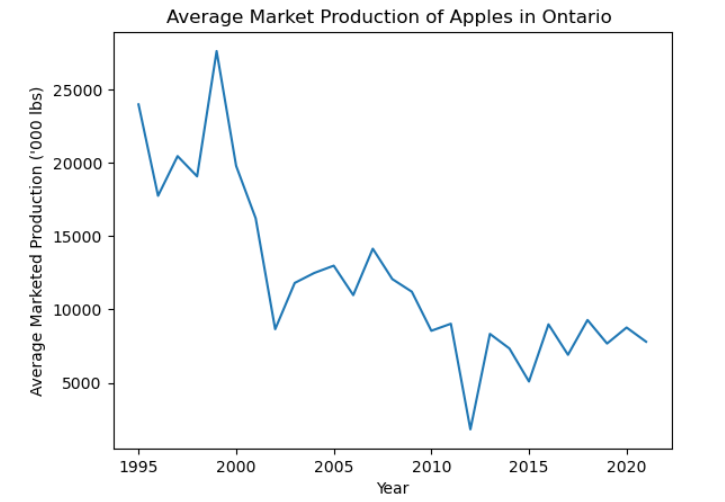 Average Market Production of Apples in Ontario
Average Marketed Production ('000 lbs)
25000
20000
15000
10000
5000
1995 2000 2005 2010 2015 2020
Year